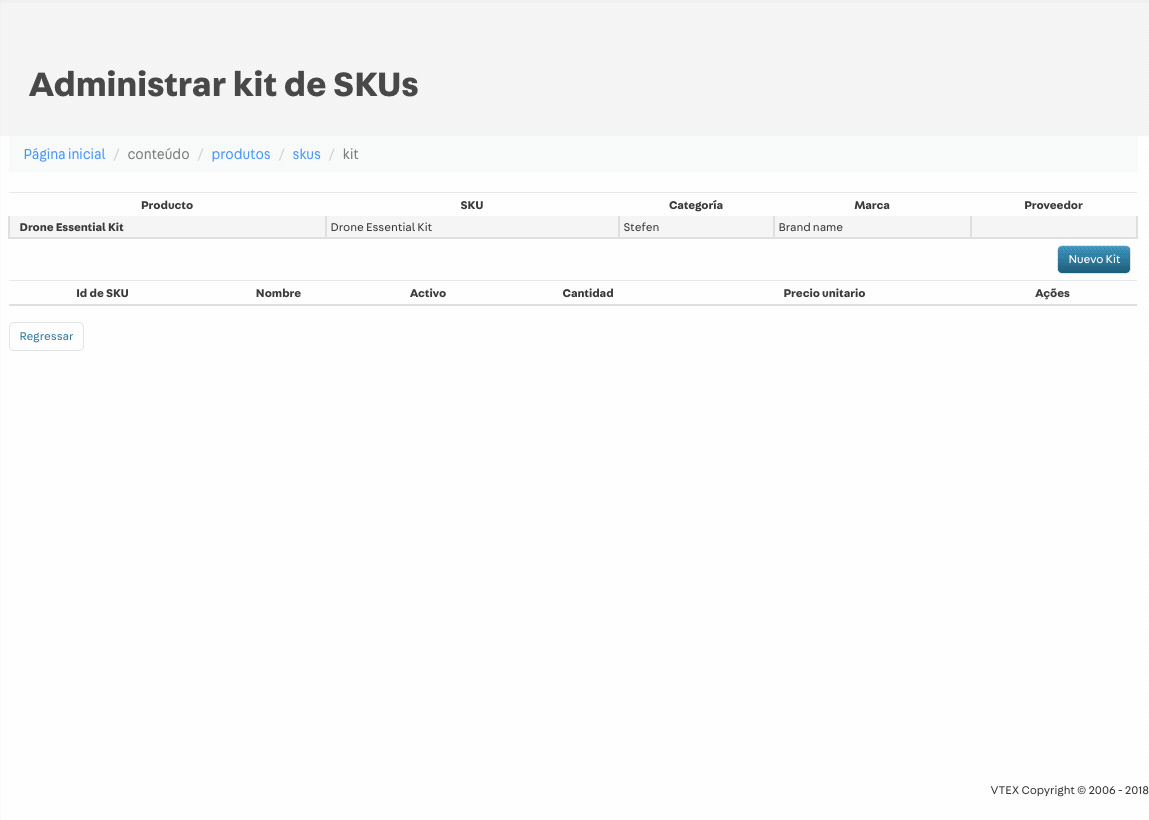 Administrar kit de SKUs
Página inicial / conteúdo / produtos / skus / kit
Producto SKU Categoría Marca Proveedor
Drone Essential Kit Drone Essential Kit Stefen Brand name
Nuevo Kit
Id de SKU Nombre Activo Cantidad Precio unitario Ações
Regressar
VTEX Copyright © 2006 - 2018